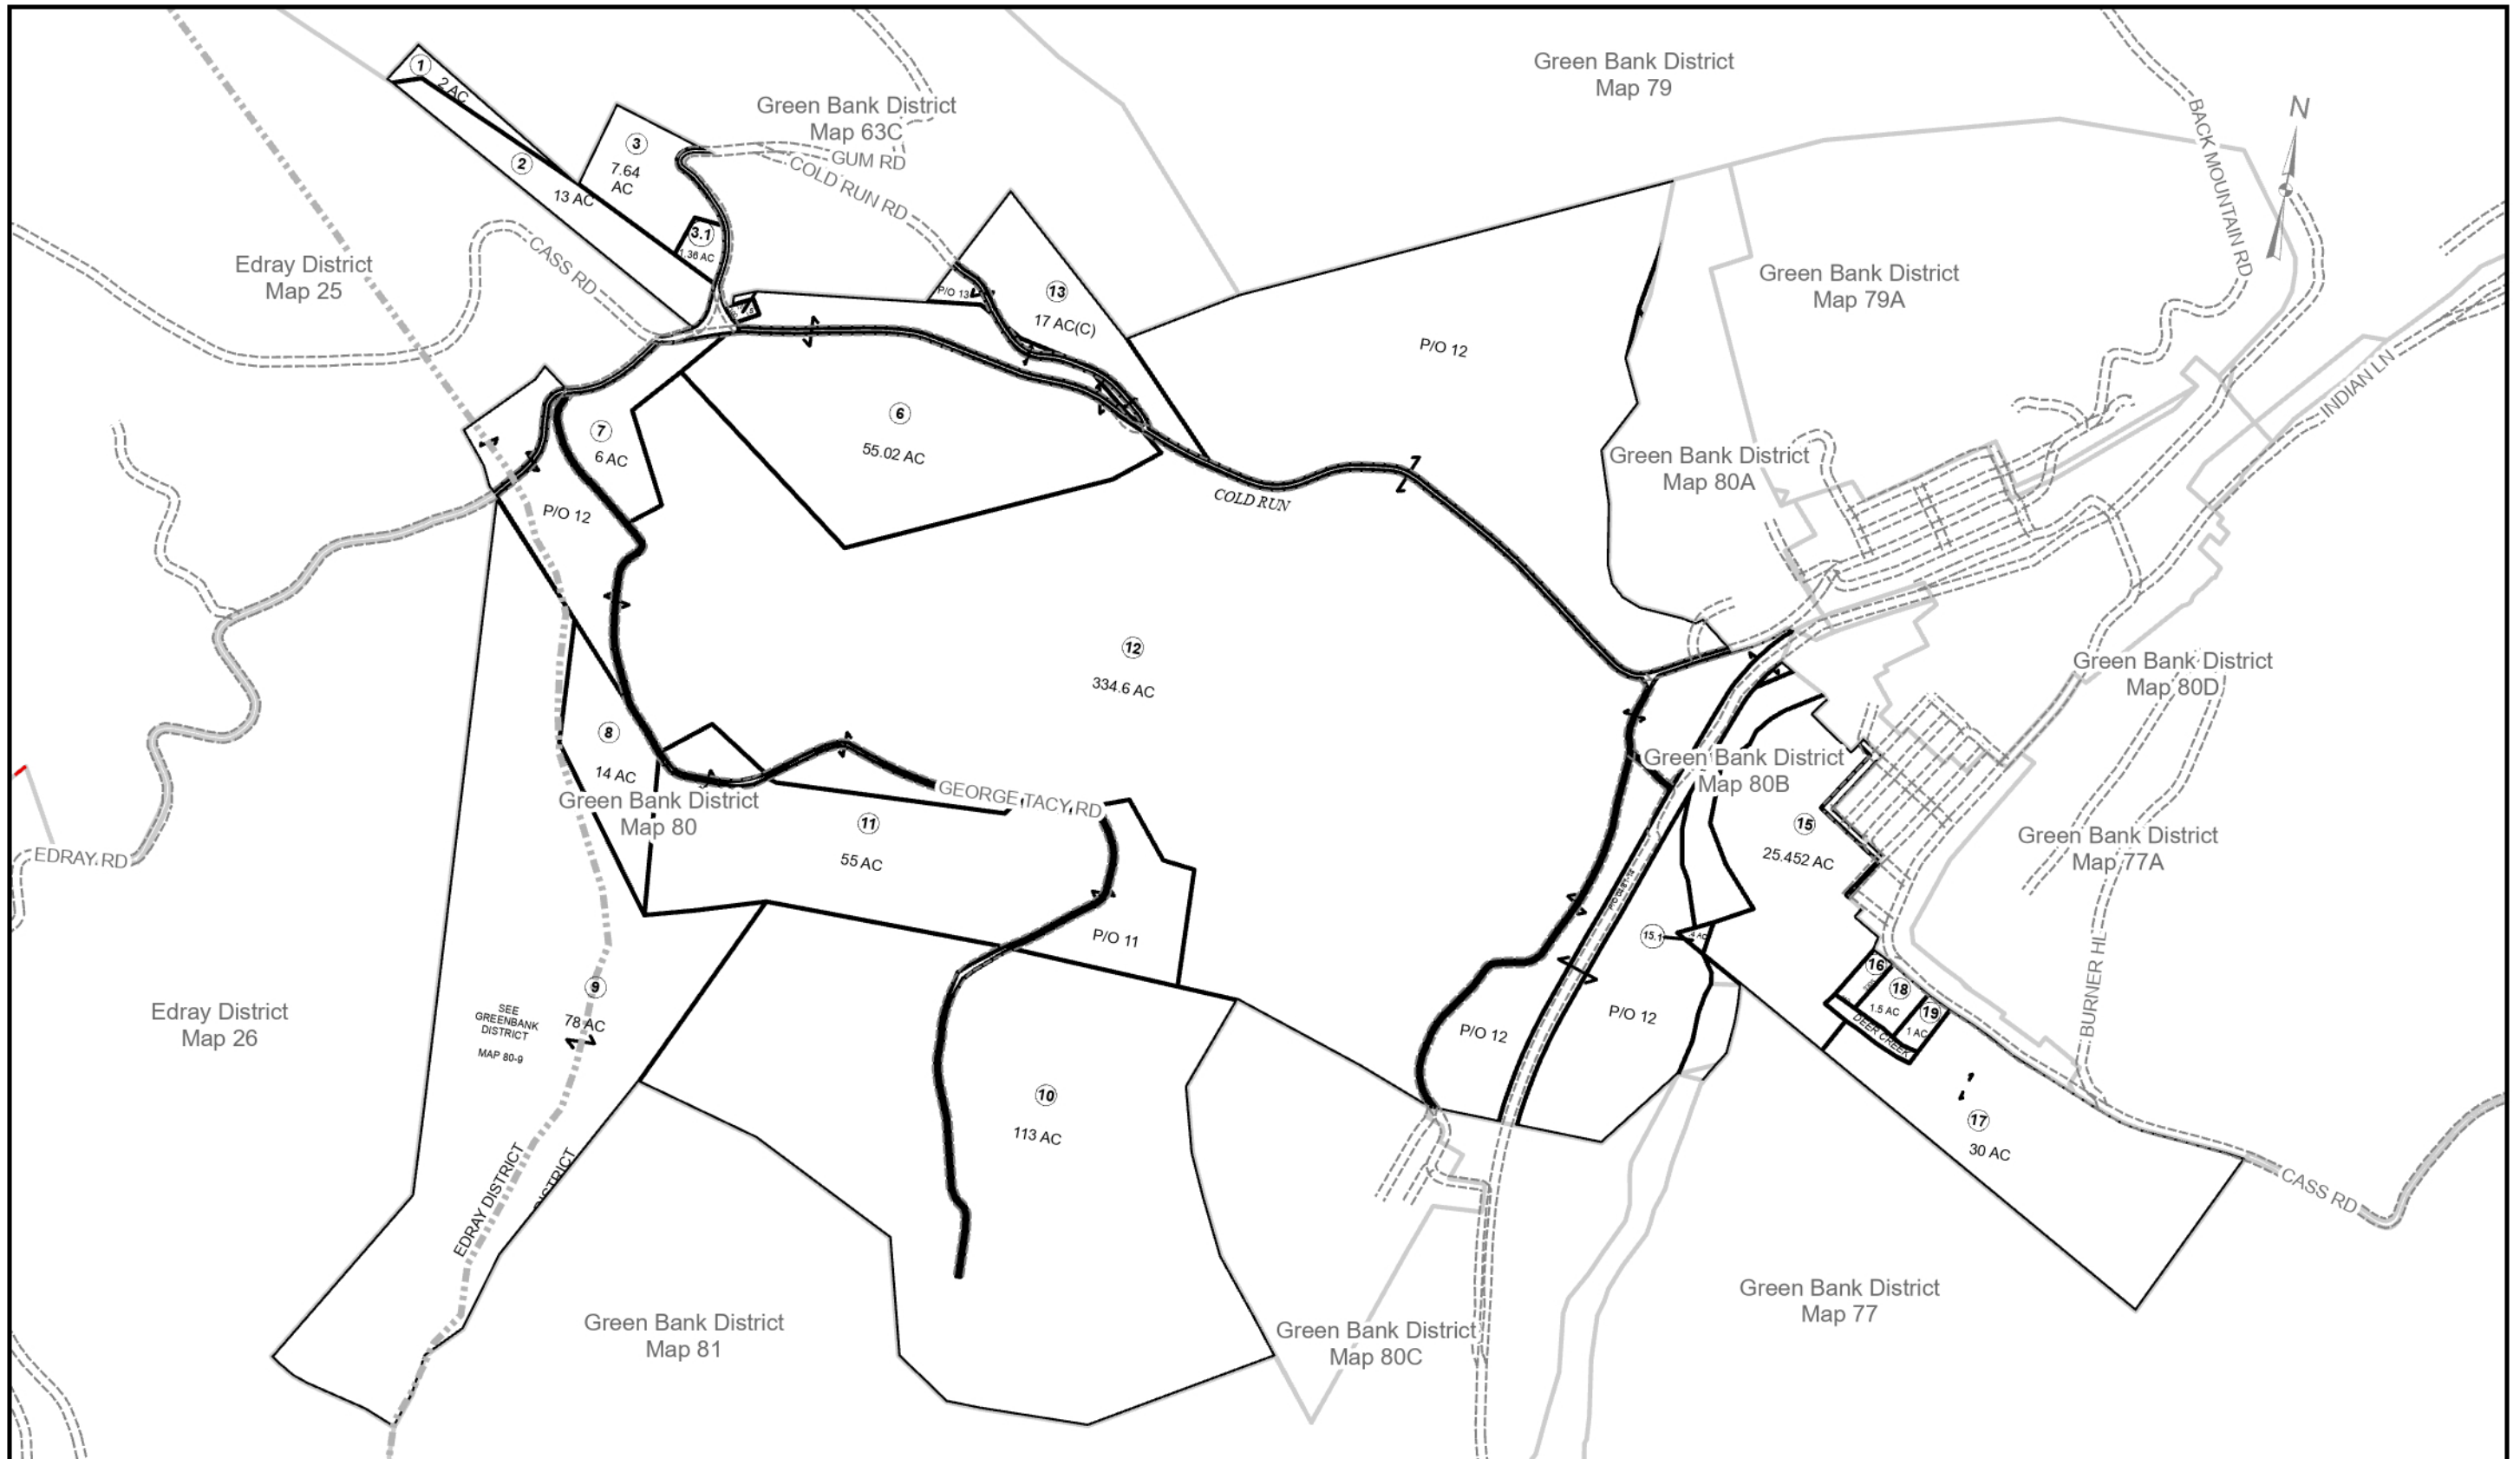 Green Bank District
Map 79
N
BACK MOUNTAIN RD
1
2 AC
Green Bank District
Map 63C
GUM RD
COLD RUN RD
3
7.64
AC
2
13 AC
3.1
1.36 AC
CASS RD
Edray District
Map 25
P/O 13
13
17 AC(C)
P/O 12
Green Bank District
Map 79A
INDIAN LN
6
55.02 AC
7
6 AC
P/O 12
COLD RUN
Green Bank District
Map 80A
12
334.6 AC
Green Bank District
Map 80D
8
14 AC
Green Bank District
Map 80
GEORGE TACY RD
Green Bank District
Map 80B
11
55 AC
15
25.452 AC
Green Bank District
Map 77A
EDRAY RD
P/O 11
15.1
.4 AC
16
18
1.5 AC
19
1 AC
DEER CREEK
BURNER HL
Edray District
Map 26
9
SEE
GREENBANK
DISTRICT
MAP 80-9
78 AC
P/O 12
P/O 12
10
113 AC
17
30 AC
EDRAY DISTRICT
DISTRICT
CASS RD
Green Bank District
Map 81
Green Bank District
Map 80C
Green Bank District
Map 77